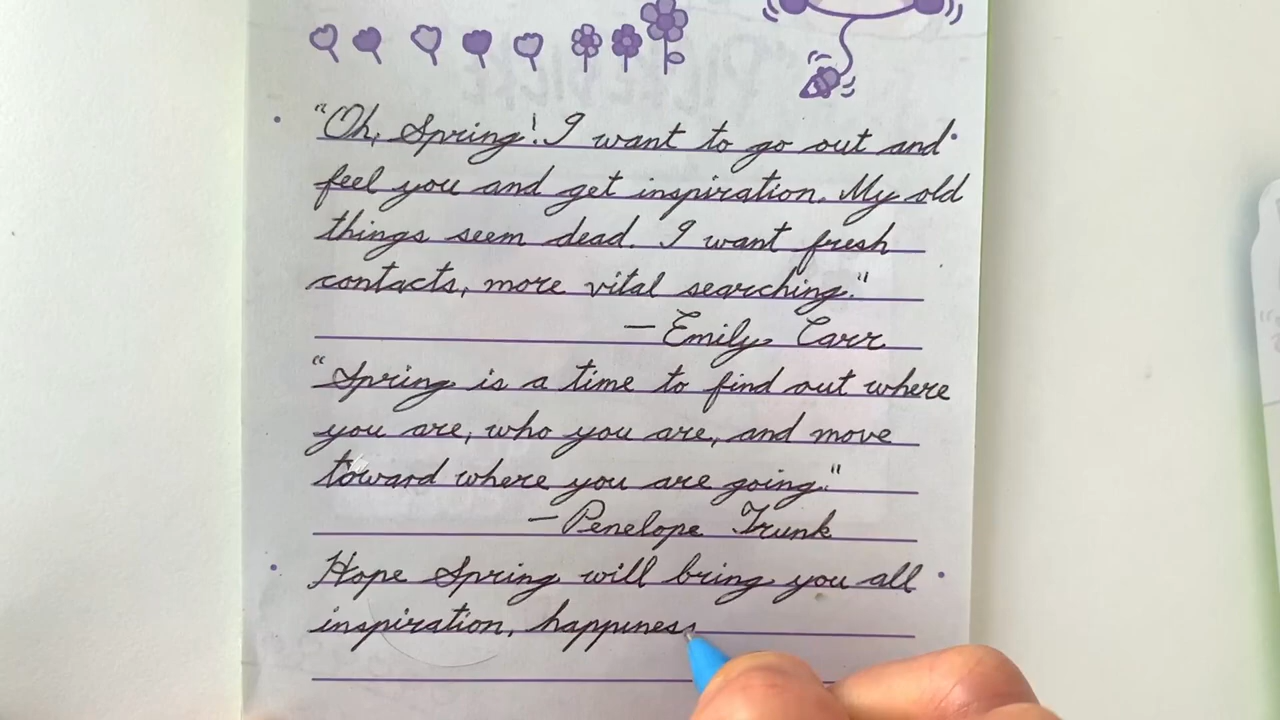 "Oh, Spring! I want to go out and
feel you and get inspiration. My old
things seem dead. I want fresh
contacts, more vital searching."
— Emily Carr
"Spring is a time to find out where
you are, who you are, and move
toward where you are going."
— Penelope Trunk
Hope Spring will bring you all
inspiration, happiness